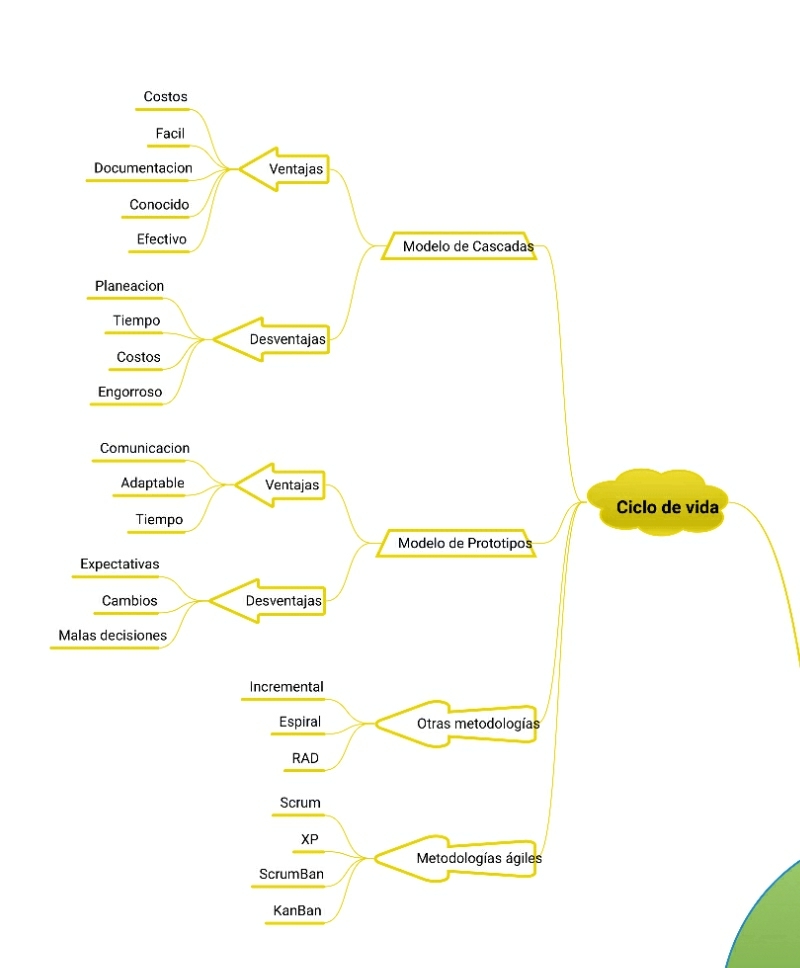 Costos
Facil
Documentacion
Conocido
Efectivo
Ventajas
Modelo de Cascadas
Planeacion
Tiempo
Costos
Engorroso
Desventajas
Comunicacion
Adaptable
Tiempo
Ventajas
Modelo de Prototipos
Expectativas
Cambios
Malas decisiones
Desventajas
Ciclo de vida
Incremental
Espiral
RAD
Otras metodologías
Scrum
XP
ScrumBan
KanBan
Metodologías ágiles